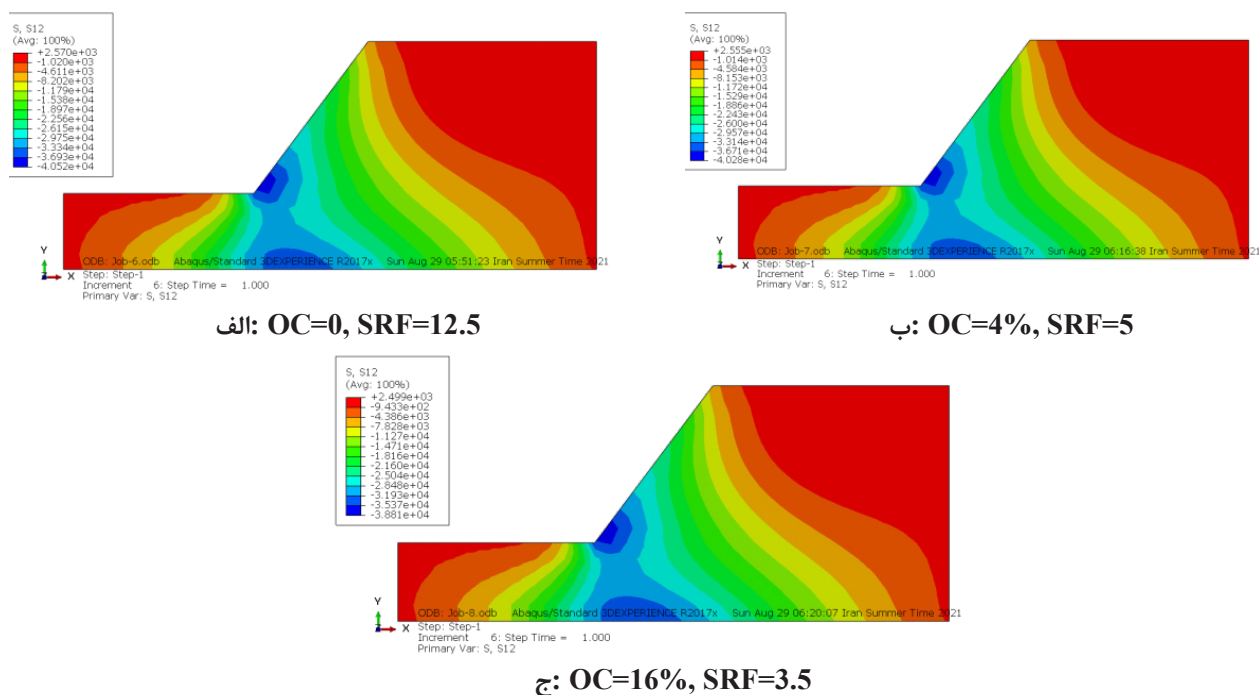 S, S12
(Avg: 100%)
+2.570e+03
-1.020e+03
-4.611e+03
-8.202e+03
-1.179e+04
-1.538e+04
-1.897e+04
-2.256e+04
-2.615e+04
-2.975e+04
-3.334e+04
-3.693e+04
-4.052e+04
Y
Z X
ODB: Job-6.odb Abaqus/Standard 3DEXPERIENCE R2017x Sun Aug 29 05:51:23 Iran Summer Time 2021
Step: Step-1
Increment 6: Step Time = 1.000
Primary Var: S, S12
الف: OC=0, SRF=12.5
S, S12
(Avg: 100%)
+2.555e+03
-1.014e+03
-4.584e+03
-8.153e+03
-1.172e+04
-1.529e+04
-1.886e+04
-2.243e+04
-2.600e+04
-2.957e+04
-3.314e+04
-3.671e+04
-4.028e+04
Y
Z X
ODB: Job-7.odb Abaqus/Standard 3DEXPERIENCE R2017x Sun Aug 29 06:16:38 Iran Summer Time 2021
Step: Step-1
Increment 6: Step Time = 1.000
Primary Var: S, S12
ب: OC=4%, SRF=5
S, S12
(Avg: 100%)
+2.499e+03
-9.433e+02
-4.386e+03
-7.828e+03
-1.127e+04
-1.471e+04
-1.816e+04
-2.160e+04
-2.504e+04
-2.848e+04
-3.193e+04
-3.537e+04
-3.881e+04
Y
Z X
ODB: Job-8.odb Abaqus/Standard 3DEXPERIENCE R2017x Sun Aug 29 06:20:07 Iran Summer Time 2021
Step: Step-1
Increment 6: Step Time = 1.000
Primary Var: S, S12
ج: OC=16%, SRF=3.5